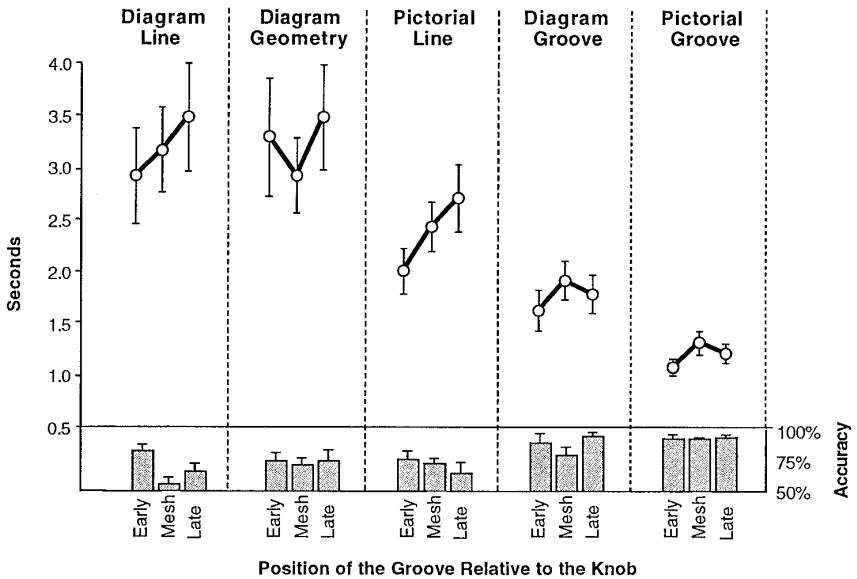 Diagram Line
Diagram Geometry
Pictorial Line
Diagram Groove
Pictorial Groove
4.0
3.5
3.0
2.5
2.0
1.5
1.0
0.5
Seconds
100%
75%
50%
Accuracy
Early Mesh Late
Early Mesh Late
Early Mesh Late
Early Mesh Late
Early Mesh Late
Position of the Groove Relative to the Knob